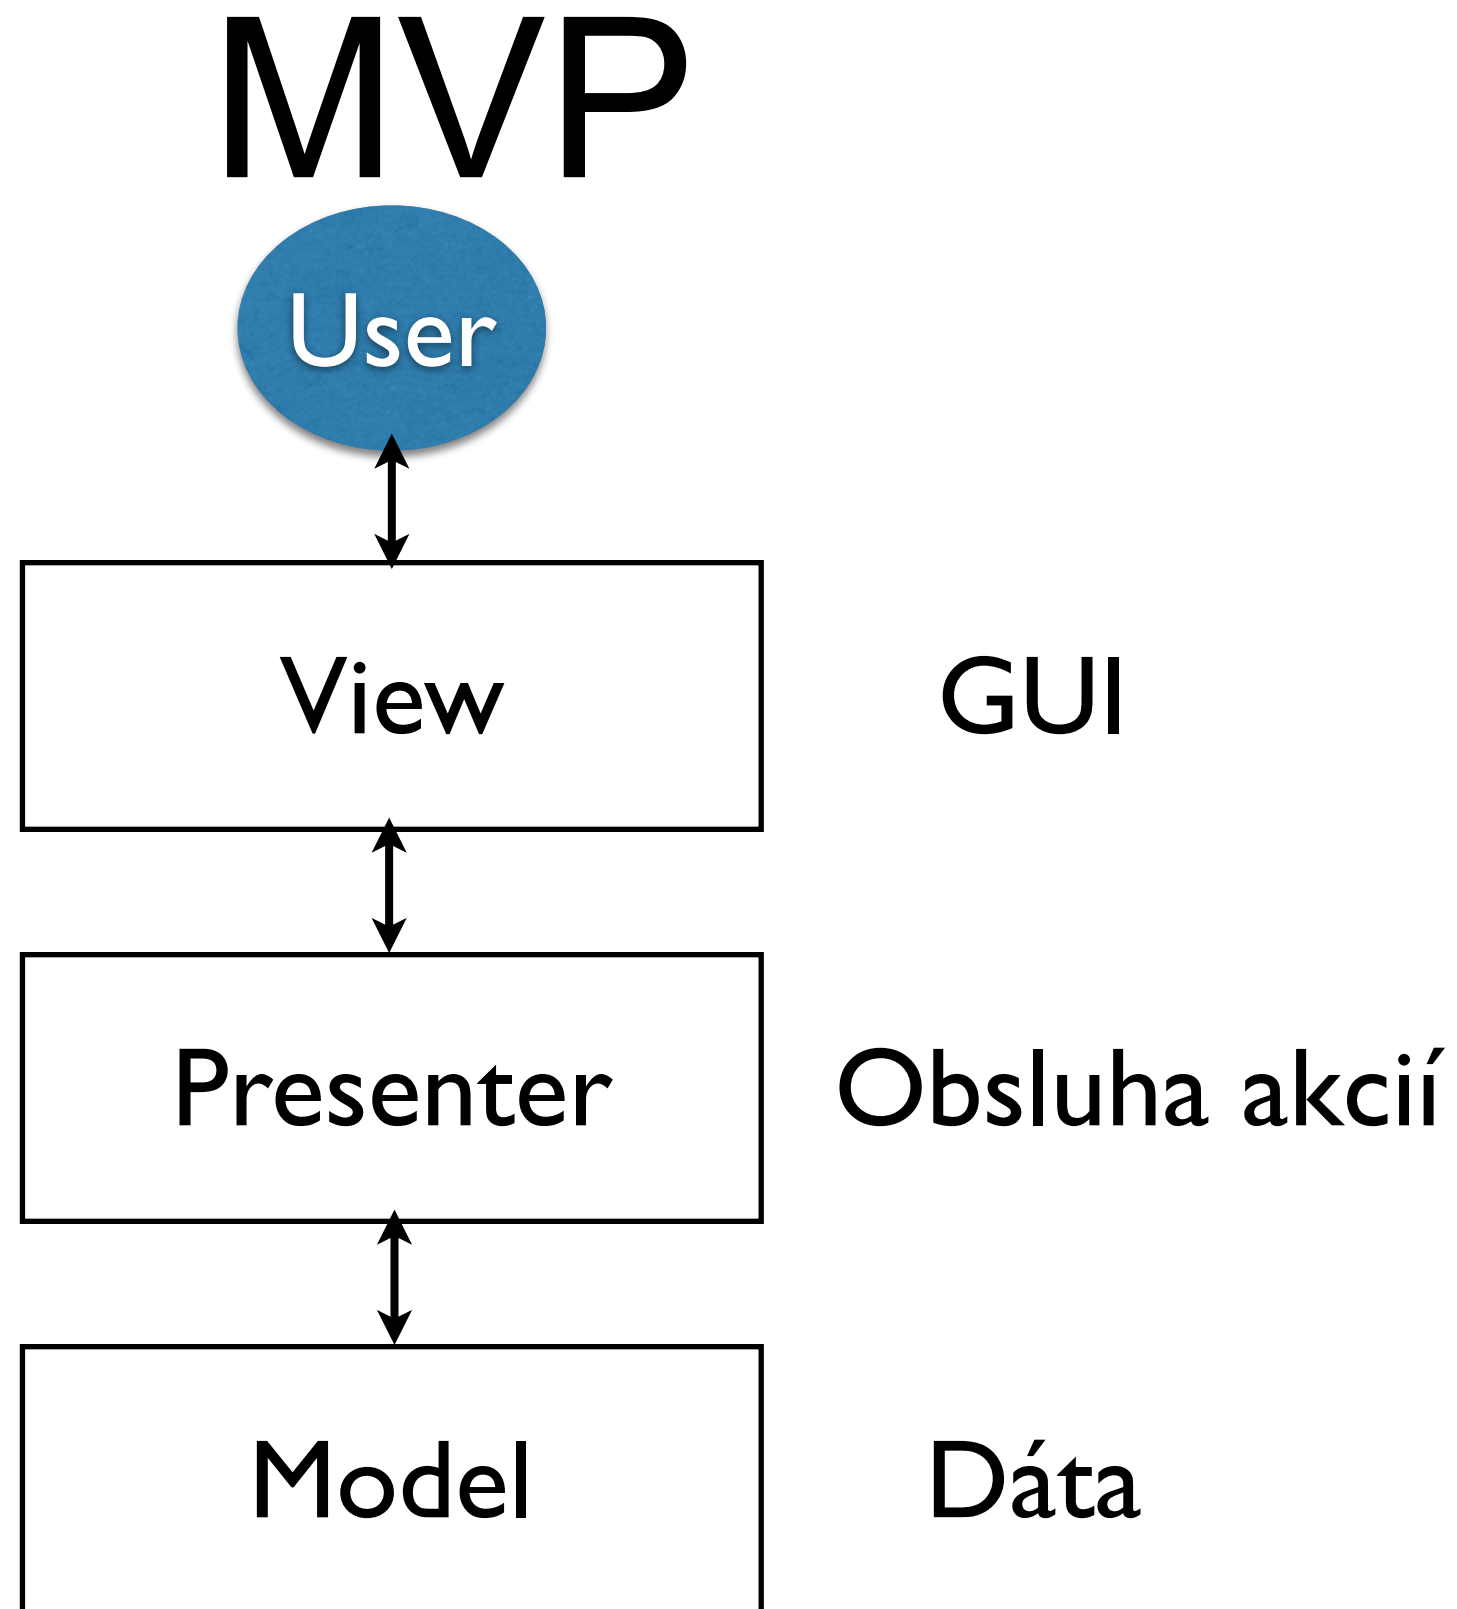 MVP
User
View
GUI
Presenter
Obsluha akcií
Model
Dáta